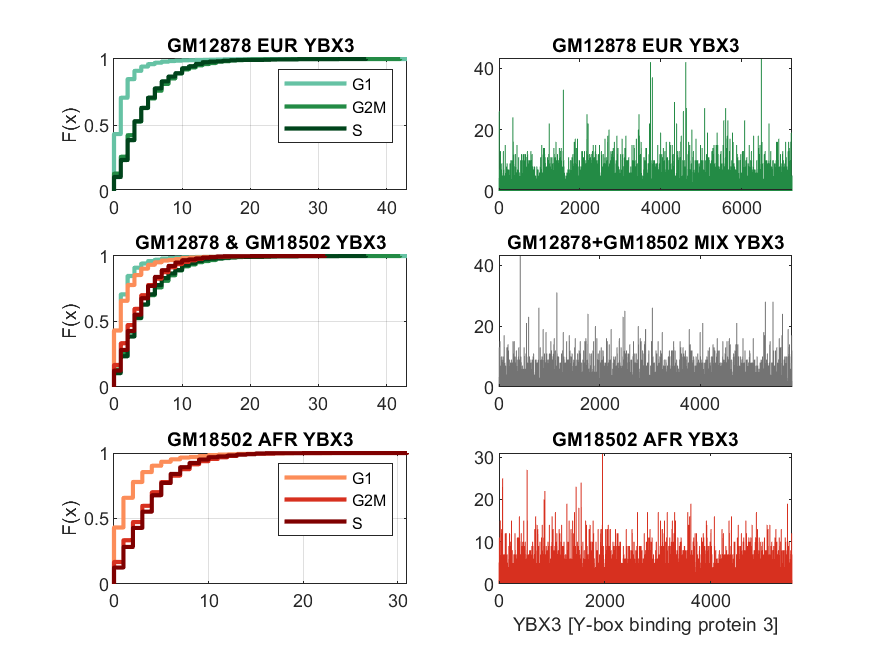 GM12878 EUR YBX3
1
0.5
0
F(x)
0 10 20 30 40
G1
G2M
S
GM12878 EUR YBX3
40
20
0
0 2000 4000 6000
GM12878 & GM18502 YBX3
1
0.5
0
F(x)
0 10 20 30 40
GM12878+GM18502 MIX YBX3
40
20
0
0 2000 4000
GM18502 AFR YBX3
1
0.5
0
F(x)
0 10 20 30
G1
G2M
S
GM18502 AFR YBX3
30
20
10
0
0 2000 4000
YBX3 [Y-box binding protein 3]